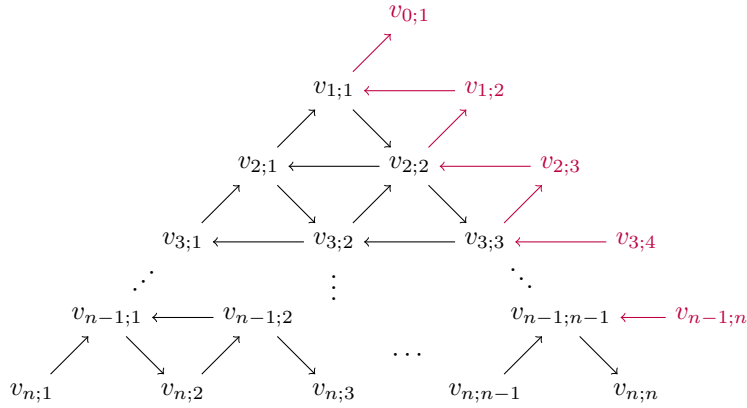 v_{0;1}
v_{1;1} v_{1;2}
v_{2;1} v_{2;2} v_{2;3}
v_{3;1} v_{3;2} v_{3;3} v_{3;4}
⋰ ⋮ ⋱
v_{n−1;1} v_{n−1;2} v_{n−1;n−1} v_{n−1;n}
⋯
v_{n;1} v_{n;2} v_{n;3} v_{n;n−1} v_{n;n}